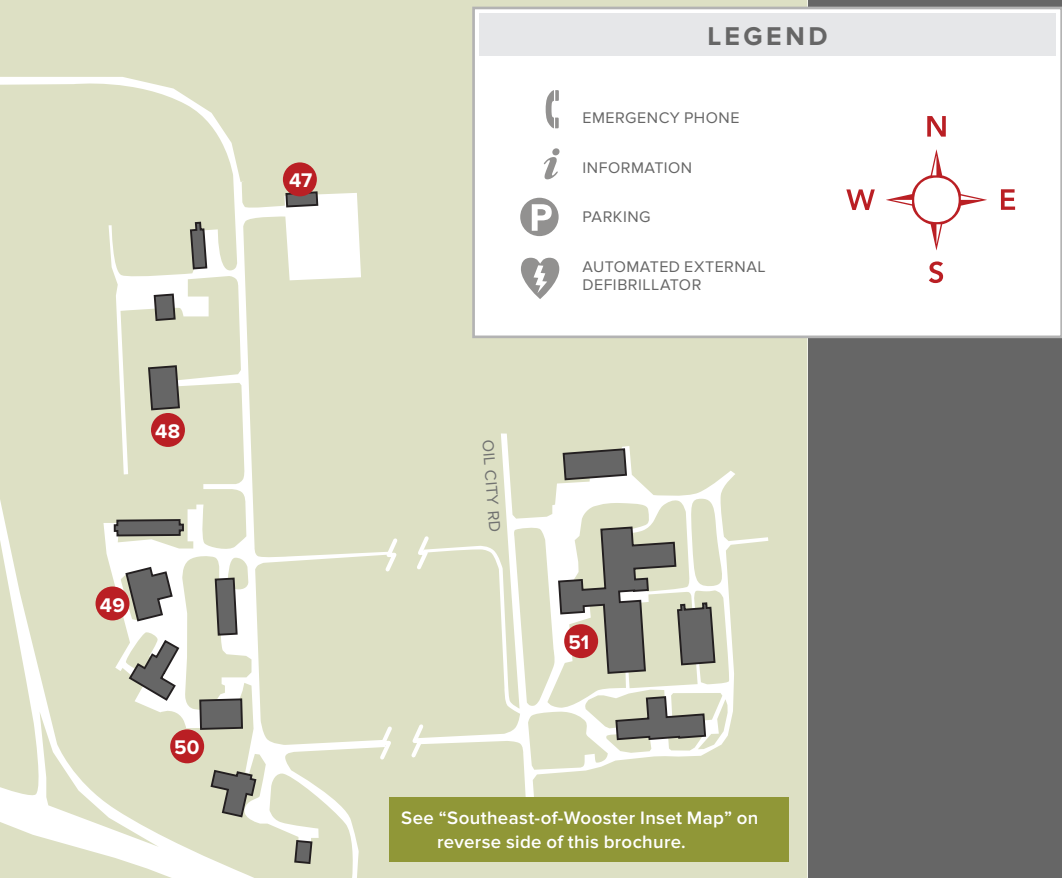 LEGEND
EMERGENCY PHONE
INFORMATION
P
PARKING
AUTOMATED EXTERNAL
DEFIBRILLATOR
N
W
E
S
47
48
OIL CITY RD
49
51
50
See “Southeast-of-Wooster Inset Map” on
reverse side of this brochure.